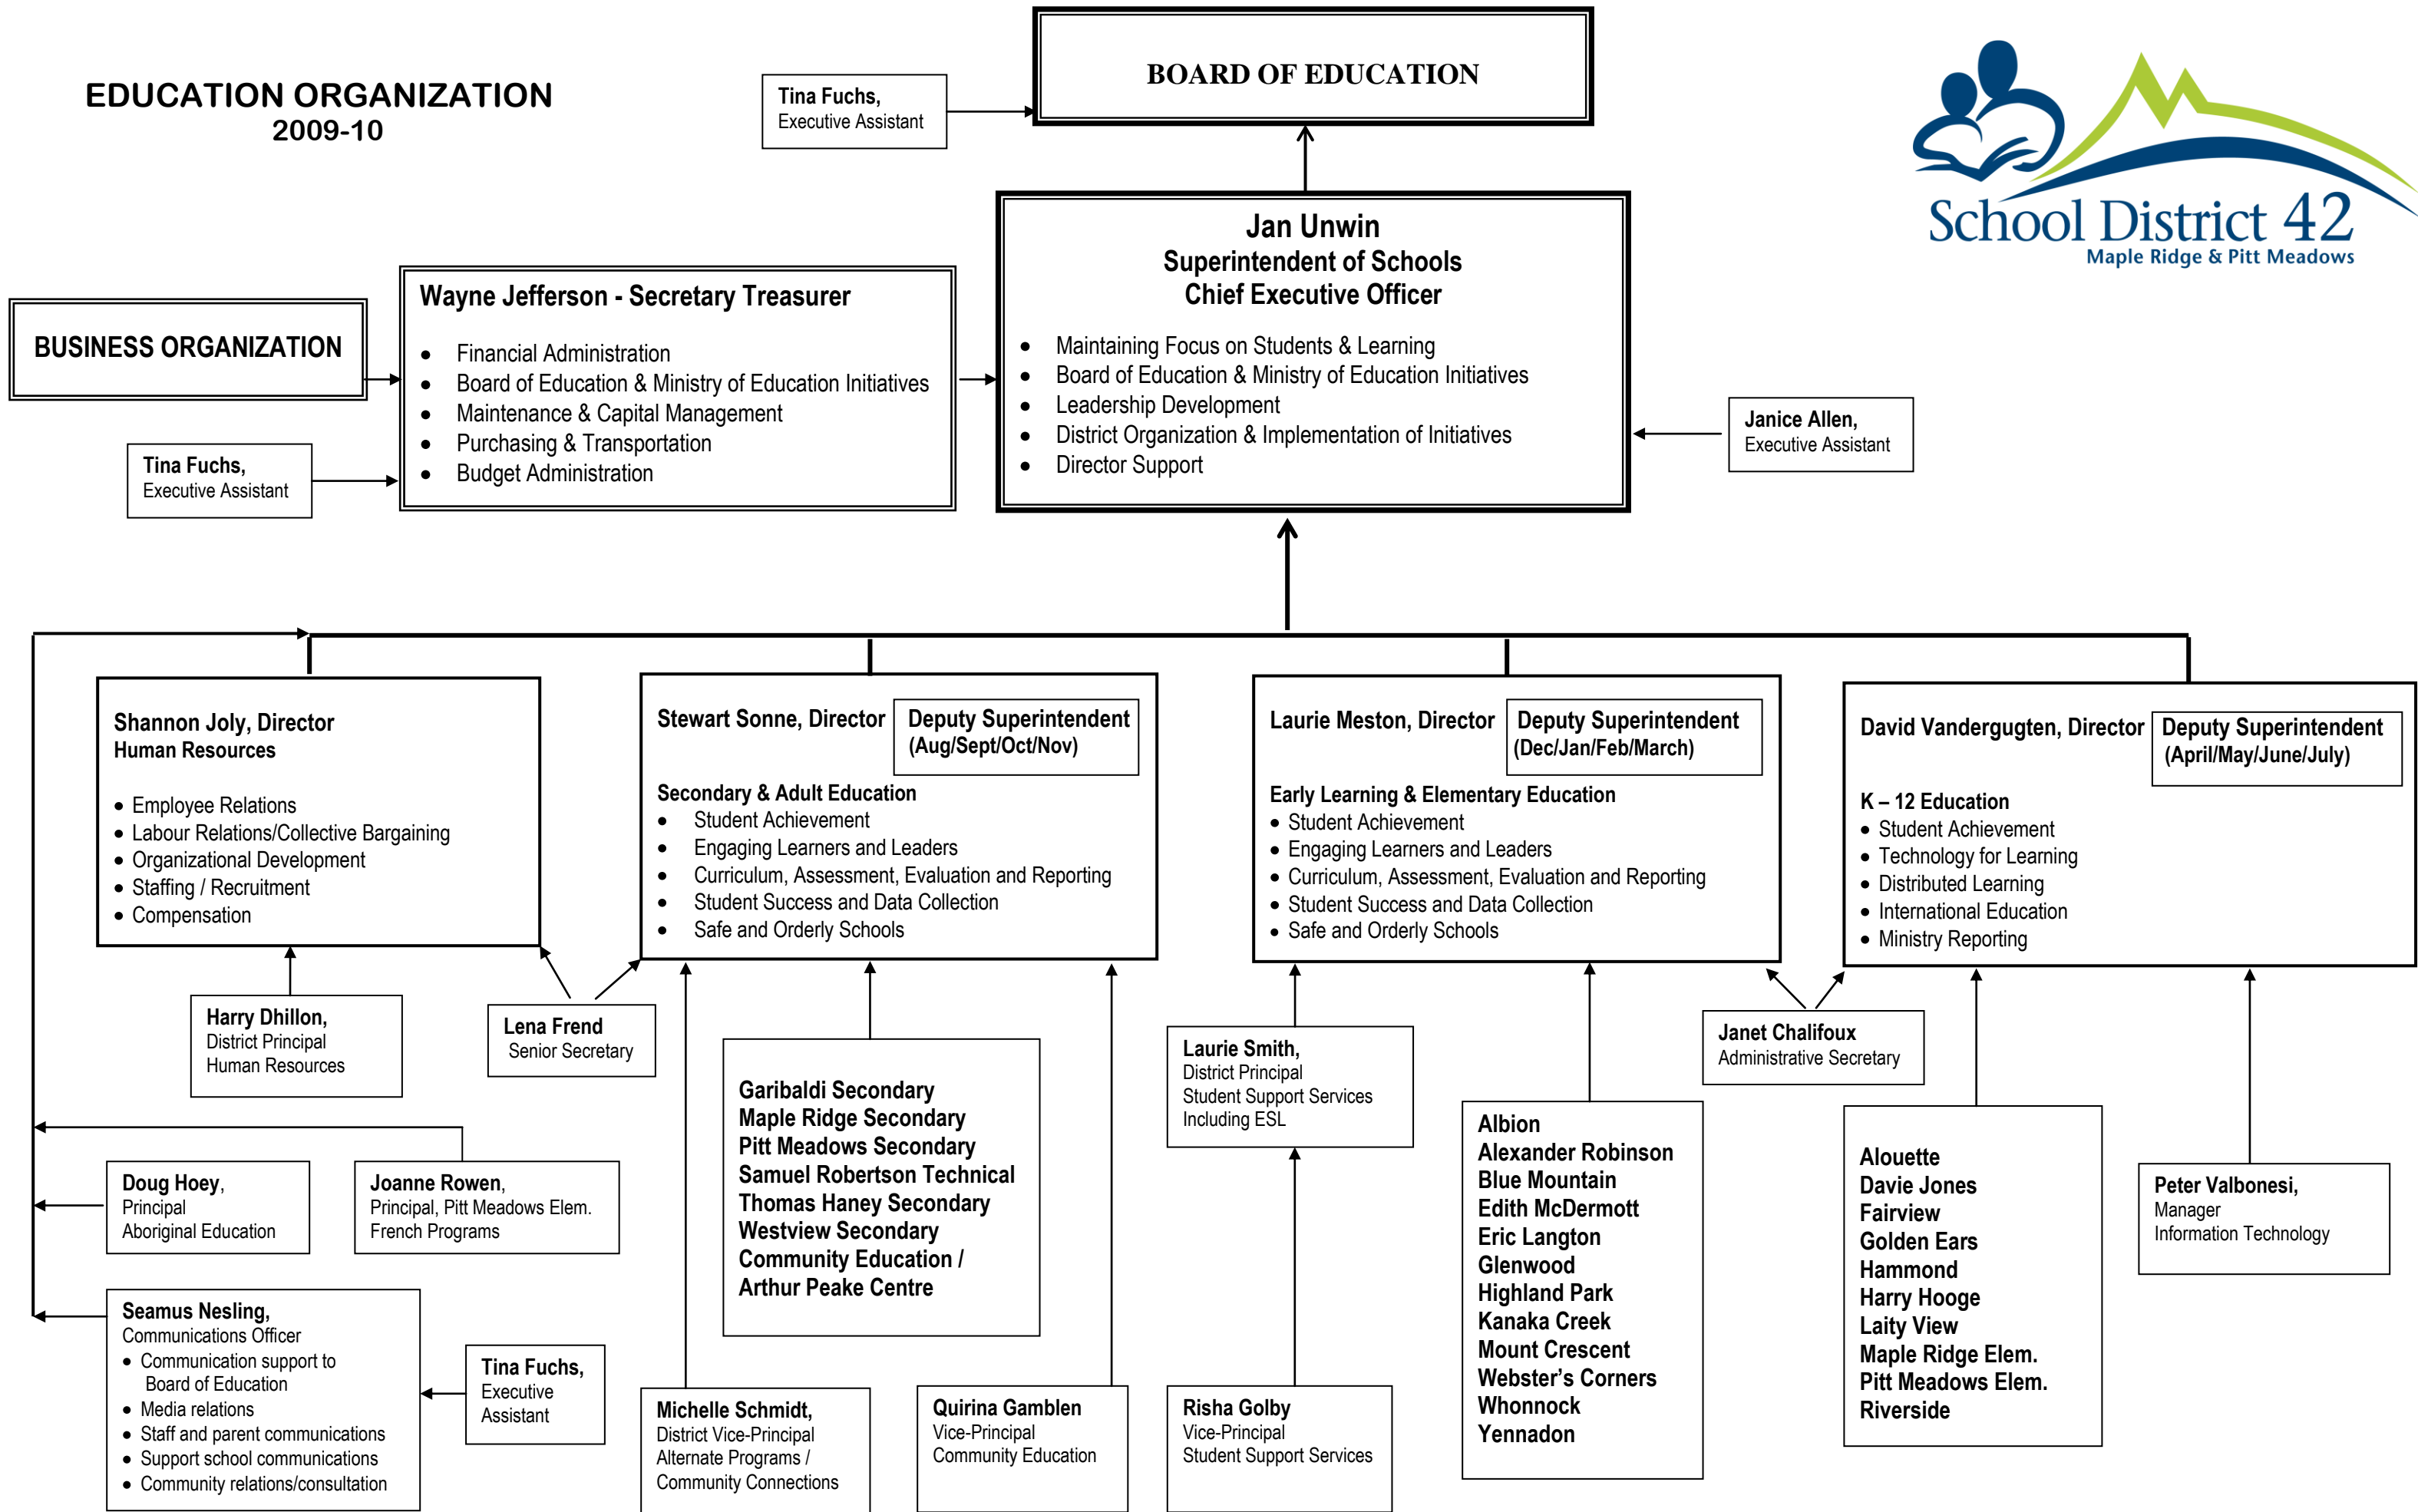 EDUCATION ORGANIZATION
2009-10
Tina Fuchs,
Executive Assistant
BOARD OF EDUCATION
School District 42
Maple Ridge & Pitt Meadows
BUSINESS ORGANIZATION
Tina Fuchs,
Executive Assistant
Wayne Jefferson - Secretary Treasurer
• Financial Administration
• Board of Education & Ministry of Education Initiatives
• Maintenance & Capital Management
• Purchasing & Transportation
• Budget Administration
Jan Unwin
Superintendent of Schools
Chief Executive Officer
• Maintaining Focus on Students & Learning
• Board of Education & Ministry of Education Initiatives
• Leadership Development
• District Organization & Implementation of Initiatives
• Director Support
Janice Allen,
Executive Assistant
Shannon Joly, Director
Human Resources
• Employee Relations
• Labour Relations/Collective Bargaining
• Organizational Development
• Staffing / Recruitment
• Compensation
Stewart Sonne, Director
Deputy Superintendent
(Aug/Sept/Oct/Nov)
Secondary & Adult Education
• Student Achievement
• Engaging Learners and Leaders
• Curriculum, Assessment, Evaluation and Reporting
• Student Success and Data Collection
• Safe and Orderly Schools
Laurie Meston, Director
Deputy Superintendent
(Dec/Jan/Feb/March)
Early Learning & Elementary Education
• Student Achievement
• Engaging Learners and Leaders
• Curriculum, Assessment, Evaluation and Reporting
• Student Success and Data Collection
• Safe and Orderly Schools
David Vandergugten, Director
Deputy Superintendent
(April/May/June/July)
K – 12 Education
• Student Achievement
• Technology for Learning
• Distributed Learning
• International Education
• Ministry Reporting
Harry Dhillon,
District Principal
Human Resources
Lena Frend
Senior Secretary
Garibaldi Secondary
Maple Ridge Secondary
Pitt Meadows Secondary
Samuel Robertson Technical
Thomas Haney Secondary
Westview Secondary
Community Education /
Arthur Peake Centre
Laurie Smith,
District Principal
Student Support Services
Including ESL
Janet Chalifoux
Administrative Secretary
Albion
Alexander Robinson
Blue Mountain
Edith McDermott
Eric Langton
Glenwood
Highland Park
Kanaka Creek
Mount Crescent
Webster’s Corners
Whonnock
Yennadon
Alouette
Davie Jones
Fairview
Golden Ears
Hammond
Harry Hooge
Laity View
Maple Ridge Elem.
Pitt Meadows Elem.
Riverside
Peter Valbonesi,
Manager
Information Technology
Doug Hoey,
Principal
Aboriginal Education
Joanne Rowen,
Principal, Pitt Meadows Elem.
French Programs
Seamus Nesling,
Communications Officer
• Communication support to
Board of Education
• Media relations
• Staff and parent communications
• Support school communications
• Community relations/consultation
Tina Fuchs,
Executive
Assistant
Michelle Schmidt,
District Vice-Principal
Alternate Programs /
Community Connections
Quirina Gamblen
Vice-Principal
Community Education
Risha Golby
Vice-Principal
Student Support Services